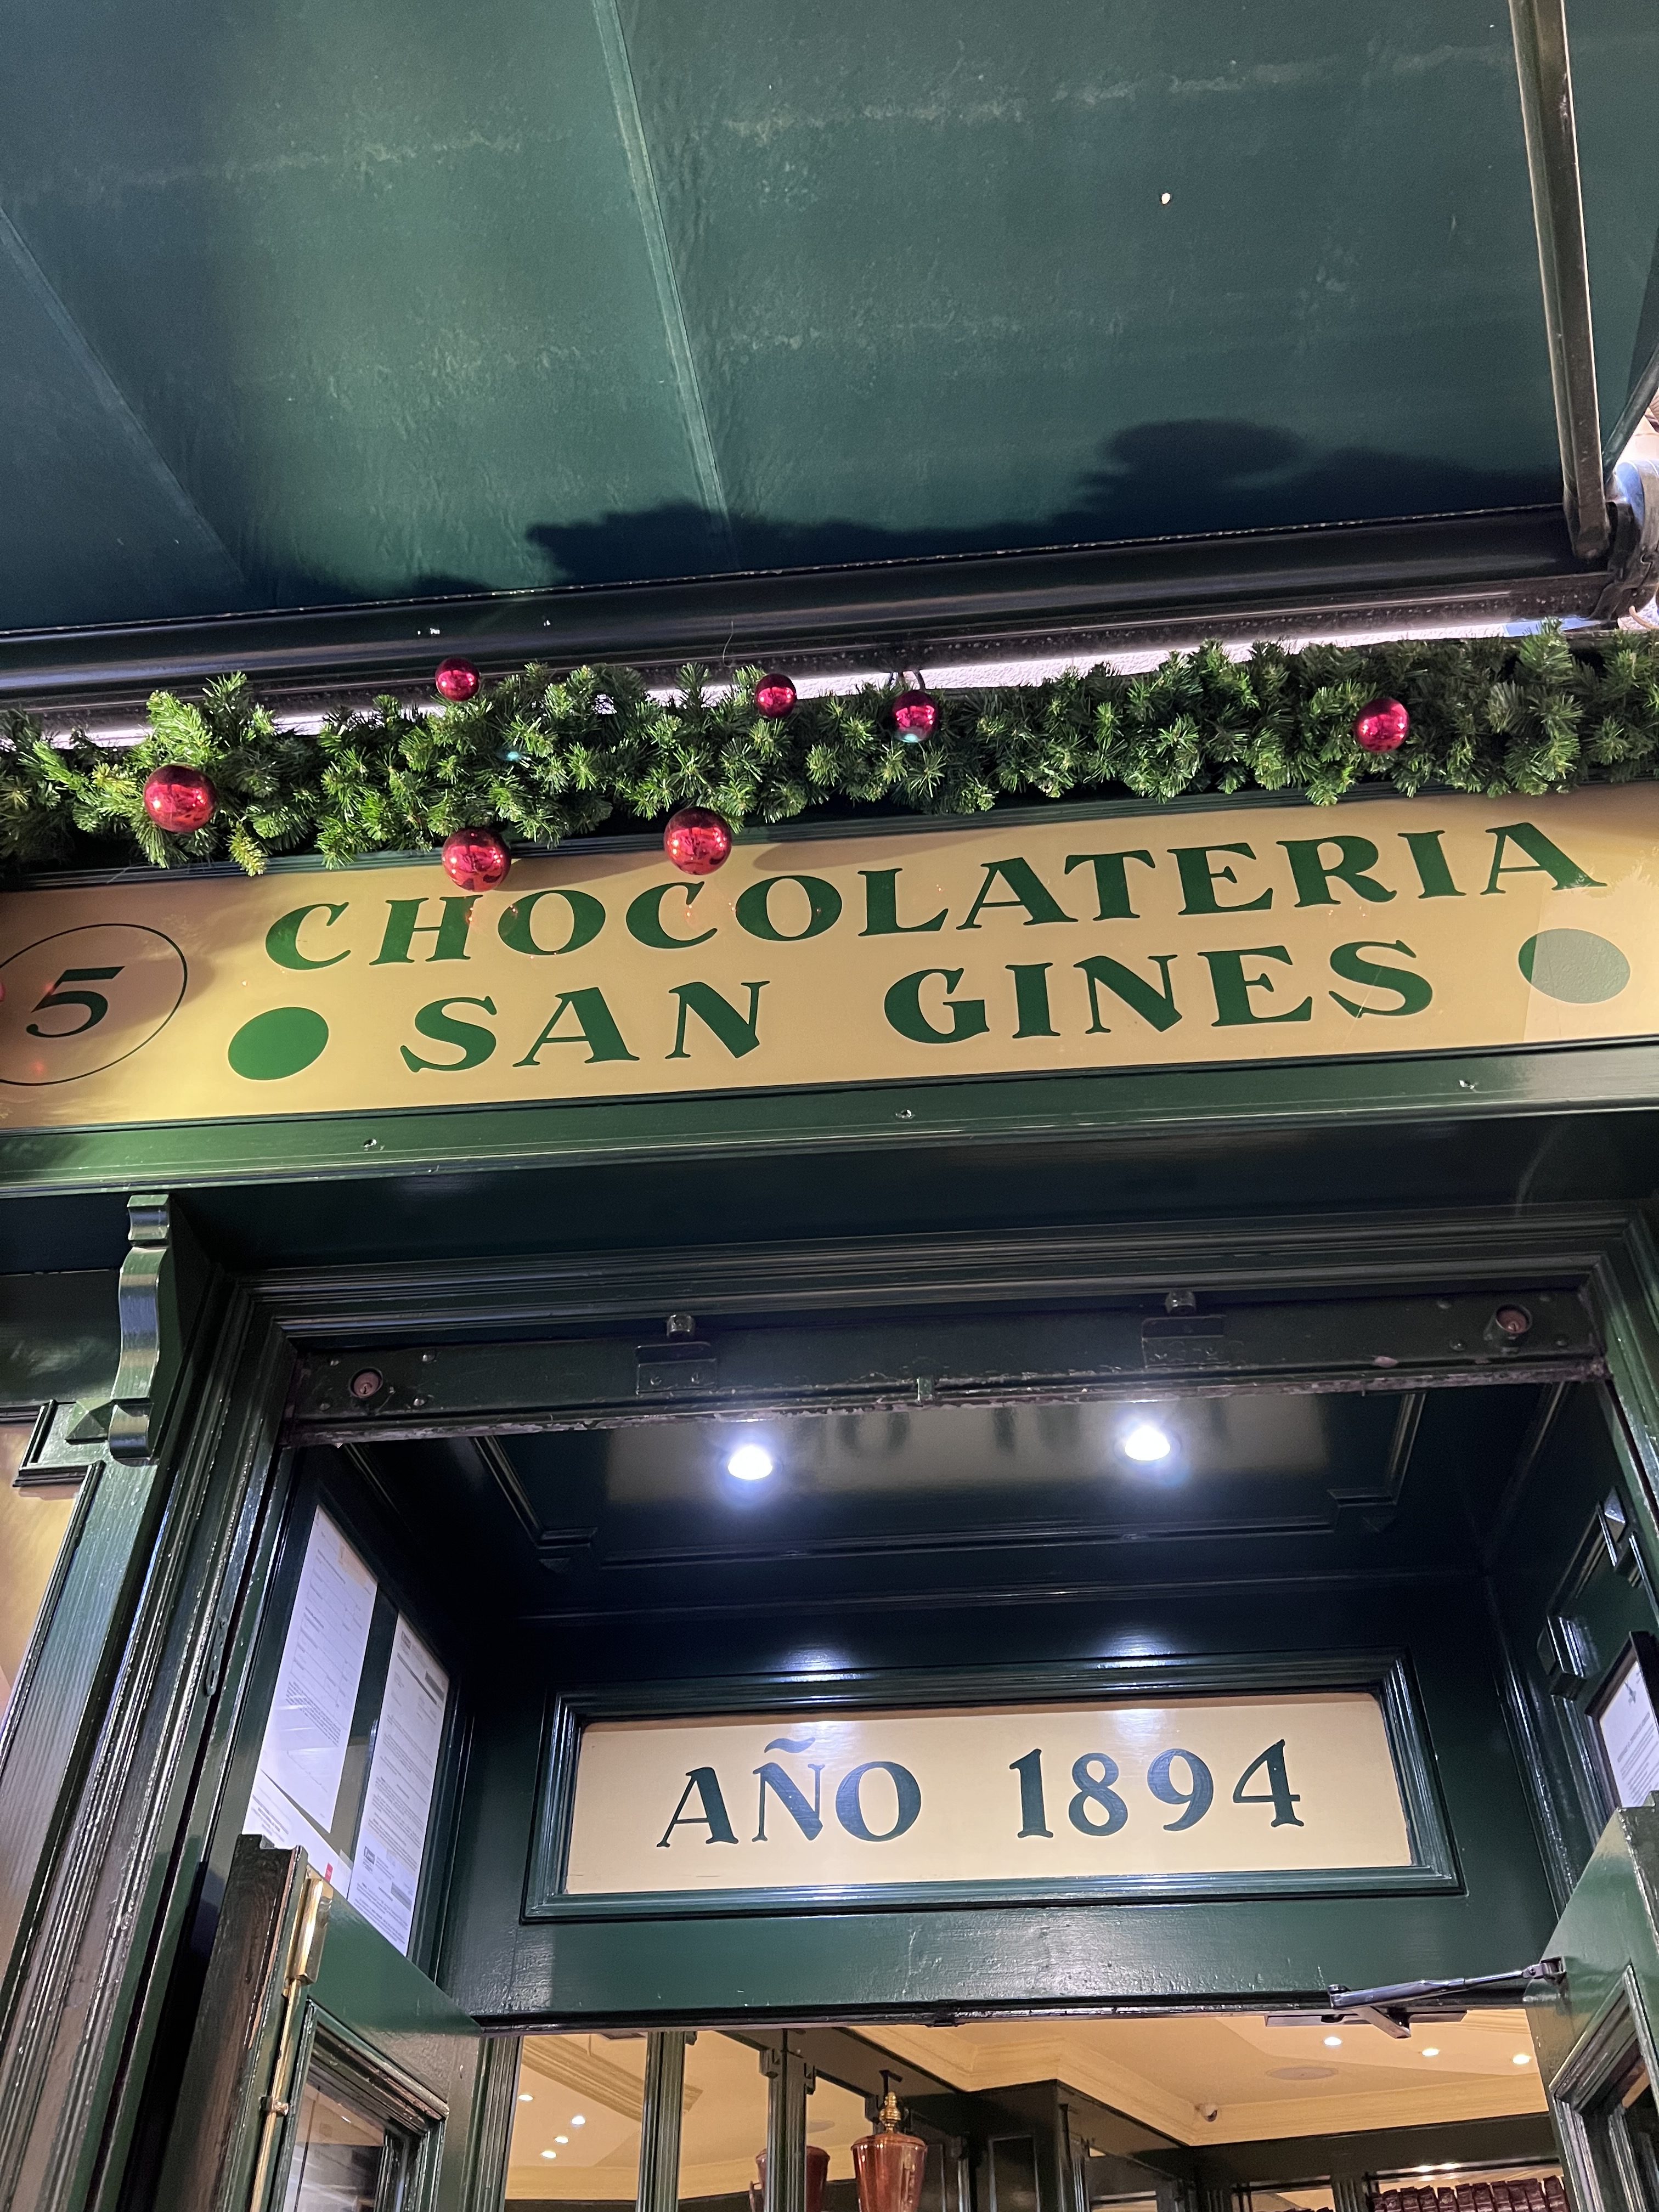 5
CHOCOLATERIA
SAN GINES
AÑO 1894